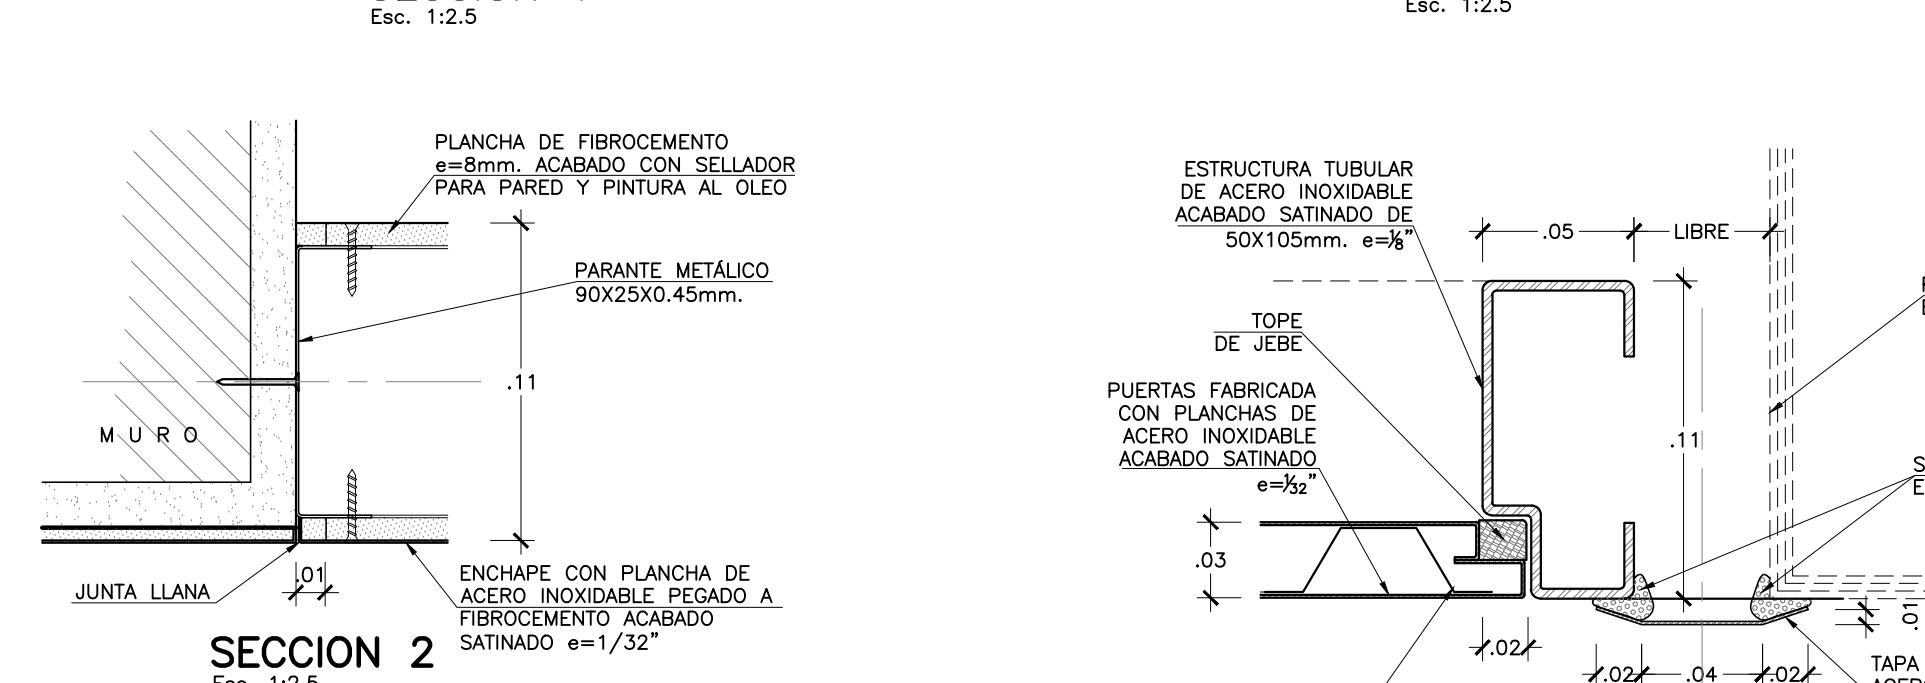 Esc. 1:2.5
Esc. 1:2.5
PLANCHA DE FIBROCEMENTO
e=8mm. ACABADO CON SELLADOR
PARA PARED Y PINTURA AL OLEO
PARANTE METÁLICO
90X25X0.45mm.
.11
MURO
JUNTA LLANA
.01
ENCHAPE CON PLANCHA DE
ACERO INOXIDABLE PEGADO A
FIBROCEMENTO ACABADO
SATINADO e=1/32”
SECCION 2
Esc. 1:2.5
ESTRUCTURA TUBULAR
DE ACERO INOXIDABLE
ACABADO SATINADO DE
50X105mm. e=⅛”
.05
LIBRE
TOPE
DE JEBE
PUERTAS FABRICADA
CON PLANCHAS DE
ACERO INOXIDABLE
ACABADO SATINADO
e=1/32”
.11
.03
.02
.02
.04
.02
.01
TAPA